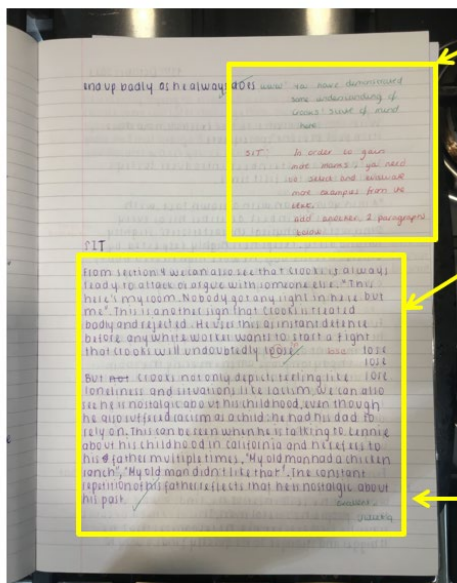 end up badly as he always does
WWW: You have demonstrated
some understanding of
Crooks' state of mind
here.
SIT: In order to gain
more marks, you need
to select and evaluate
more examples from the
text.
Add another 2 paragraphs
below.
SIT
From section 4 we can also see that Crooks is always
ready to attack or argue with someone else. "This
here's my room. Nobody got any right in here but
me". This is another sign that Crooks is treated
badly and rejected. He uses this as instant defence
before any white worker wants to start a fight
that Crooks will undoubtedly loose lose
lose
But not Crooks not only depicts feeling like lose
loneliness and situations like racism, we can also
see he is nostalgic about his childhood, even though
he also suffered racism as a child, he had his dad to
rely on. This can be seen when he is talking to Lennie
about his childhood in California and he refers to
his father multiple times, "My old man had a chicken
ranch", "My old man didn't like that". The constant
repetition of his father reflects that he is nostalgic about
his past.